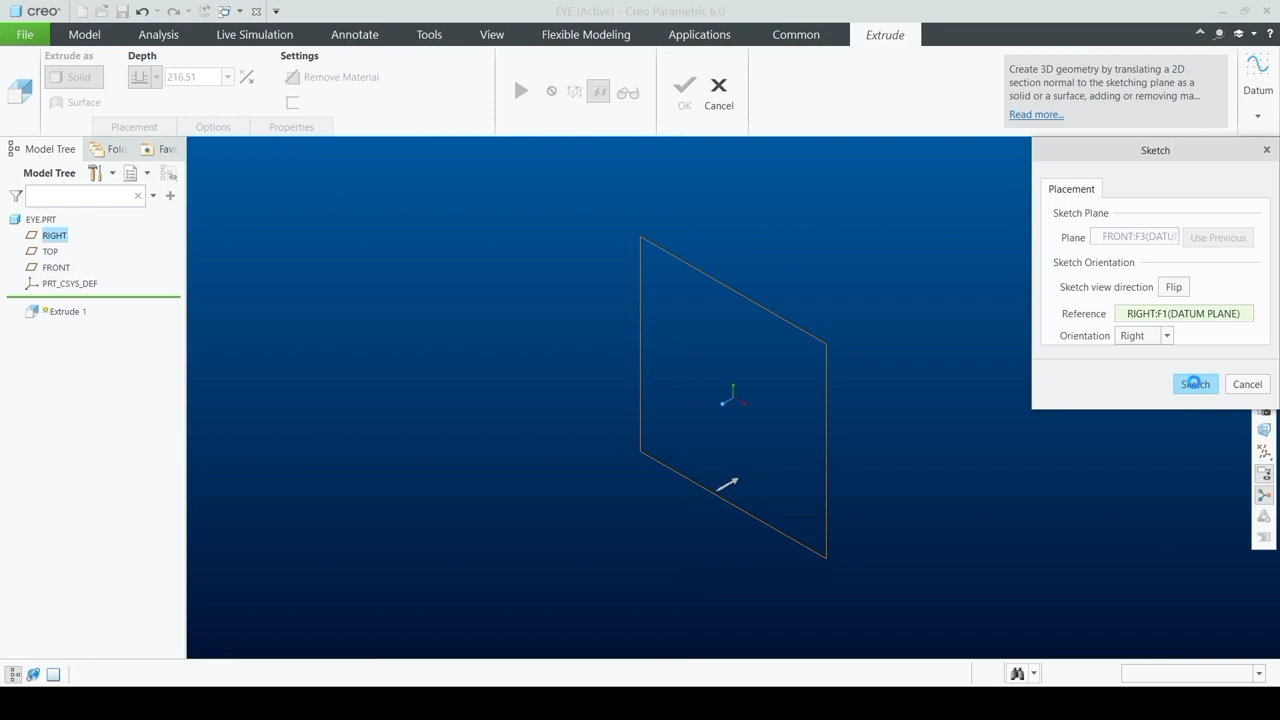 creo
EYE (Active) - Creo Parametric 6.0
File Model Analysis Live Simulation Annotate Tools View Flexible Modeling Applications Common Extrude
Extrude as
Solid
Surface
Depth
216.51
Settings
Remove Material
OK
Cancel
Placement Options Properties
Create 3D geometry by translating a 2D
section normal to the sketching plane as a
solid or a surface, adding or removing ma...
Read more...
Datum
Model Tree Fold Favo
Model Tree
EYE.PRT
RIGHT
TOP
FRONT
PRT_CSYS_DEF
Extrude 1
Sketch
Placement
Sketch Plane
Plane FRONT:F3(DATU Use Previous
Sketch Orientation
Sketch view direction Flip
Reference RIGHT:F1(DATUM PLANE)
Orientation Right
Sketch Cancel